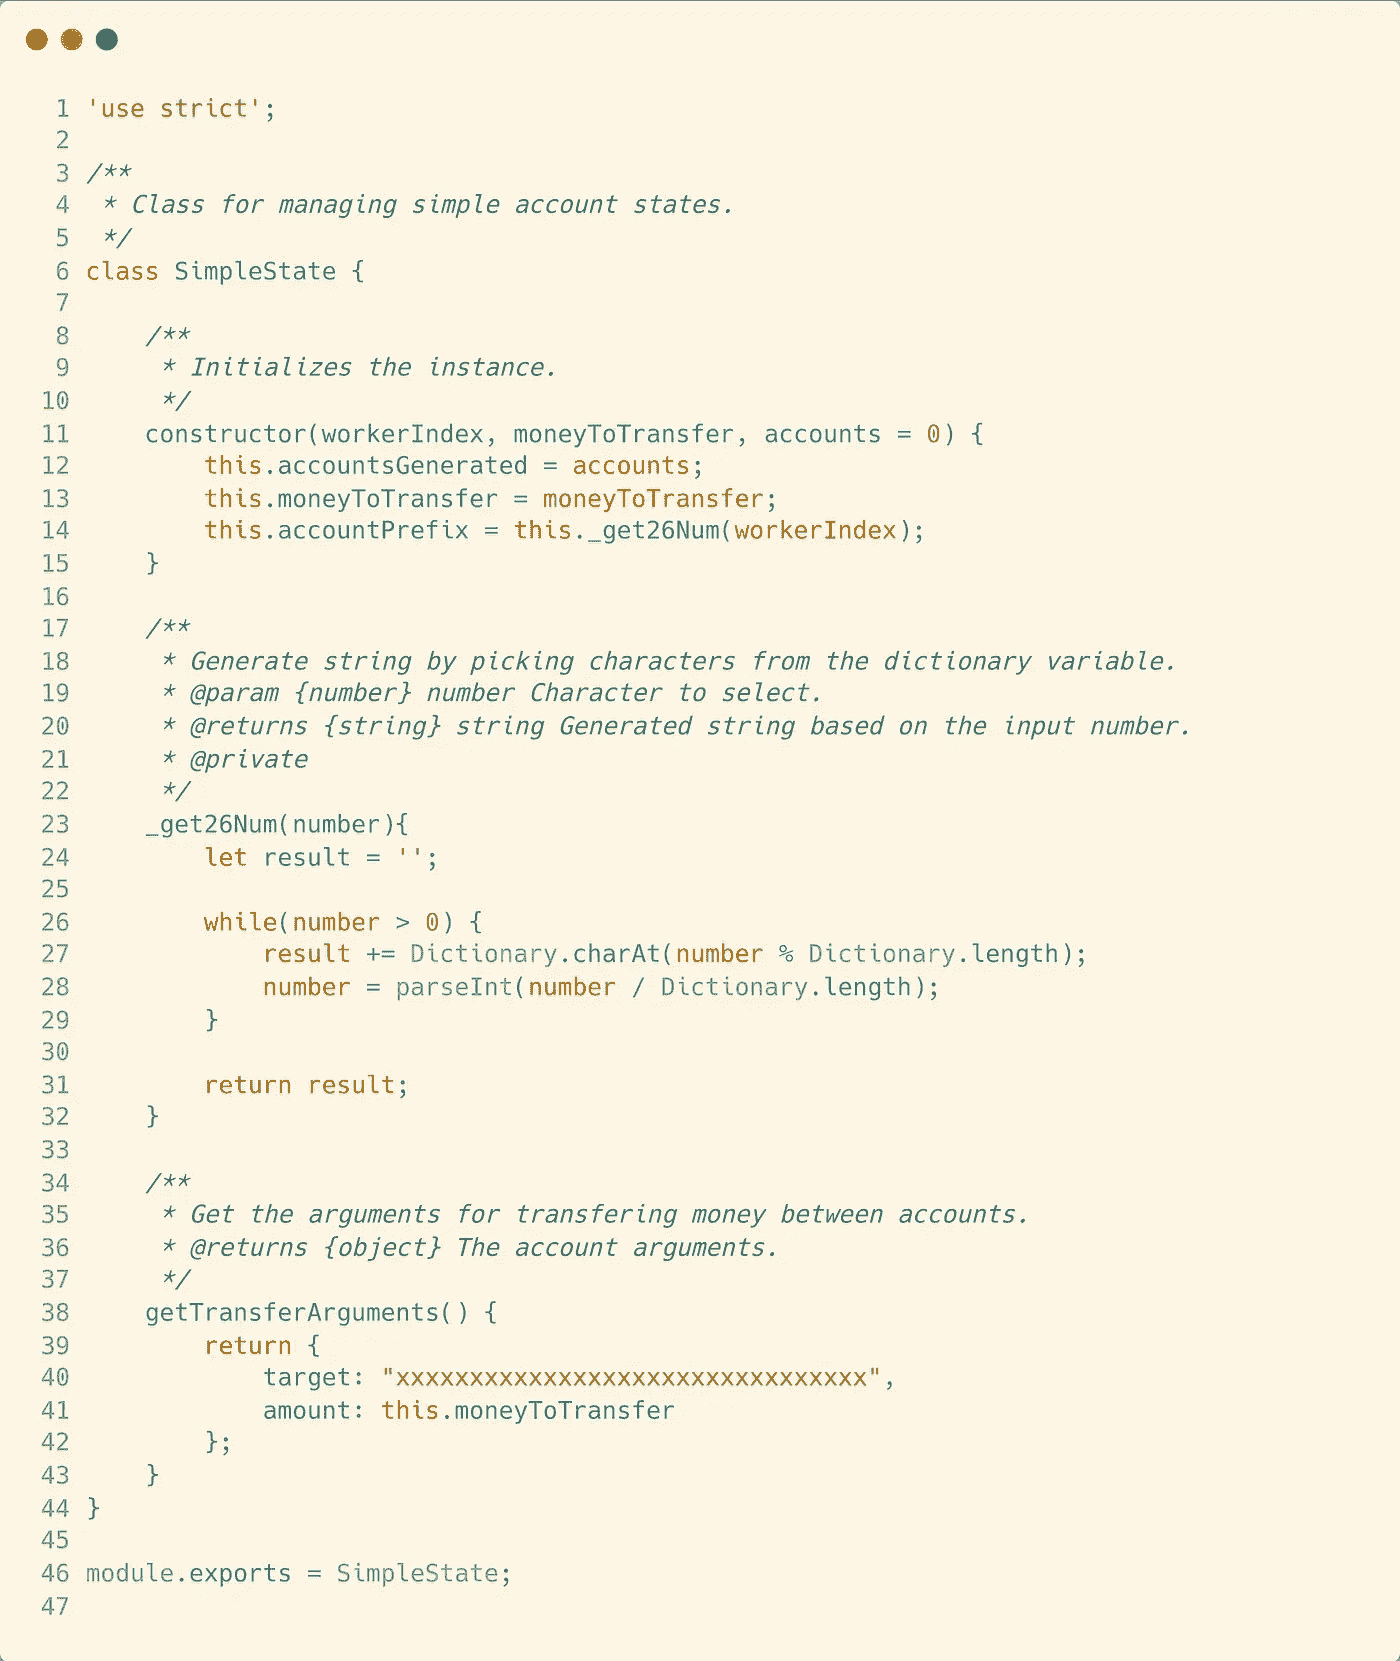 1 'use strict';
2
3 /**
4  * Class for managing simple account states.
5  */
6 class SimpleState {
7
8     /**
9      * Initializes the instance.
10      */
11     constructor(workerIndex, moneyToTransfer, accounts = 0) {
12         this.accountsGenerated = accounts;
13         this.moneyToTransfer = moneyToTransfer;
14         this.accountPrefix = this._get26Num(workerIndex);
15     }
16
17     /**
18      * Generate string by picking characters from the dictionary variable.
19      * @param {number} number Character to select.
20      * @returns {string} string Generated string based on the input number.
21      * @private
22      */
23     _get26Num(number){
24         let result = '';
25
26         while(number > 0) {
27             result += Dictionary.charAt(number % Dictionary.length);
28             number = parseInt(number / Dictionary.length);
29         }
30
31         return result;
32     }
33
34     /**
35      * Get the arguments for transfering money between accounts.
36      * @returns {object} The account arguments.
37      */
38     getTransferArguments() {
39         return {
40             target: "xxxxxxxxxxxxxxxxxxxxxxxxxxxxxxxx",
41             amount: this.moneyToTransfer
42         };
43     }
44 }
45
46 module.exports = SimpleState;
47